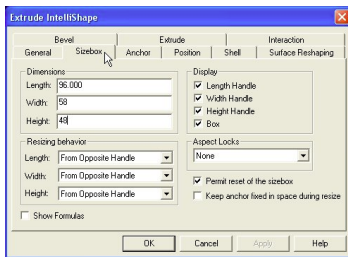 Extrude IntelliShape
Bevel Extrude Interaction
General Sizebox Anchor Position Shell Surface Reshaping
Dimensions
Length: 96.000
Width: 58
Height: 48
Display
Length Handle
Width Handle
Height Handle
Box
Resizing behavior
Length: From Opposite Handle
Width: From Opposite Handle
Height: From Opposite Handle
Aspect Locks
None
Permit reset of the sizebox
Keep anchor fixed in space during resize
Show Formulas
OK Cancel Apply Help